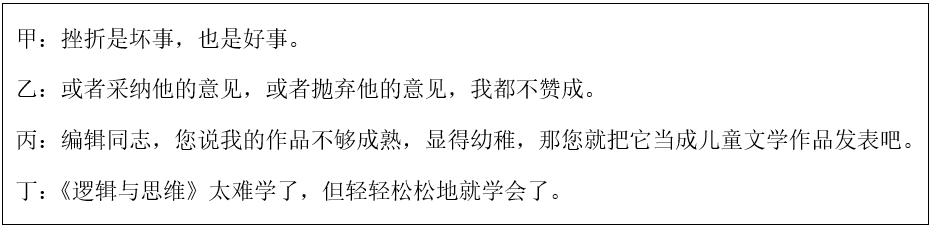 甲：挫折是坏事，也是好事。
乙：或者采纳他的意见，或者抛弃他的意见，我都不赞成。
丙：编辑同志，您说我的作品不够成熟，显得幼稚，那您就把它当成儿童文学作品发表吧。
丁：《逻辑与思维》太难学了，但轻轻松松地就学会了。